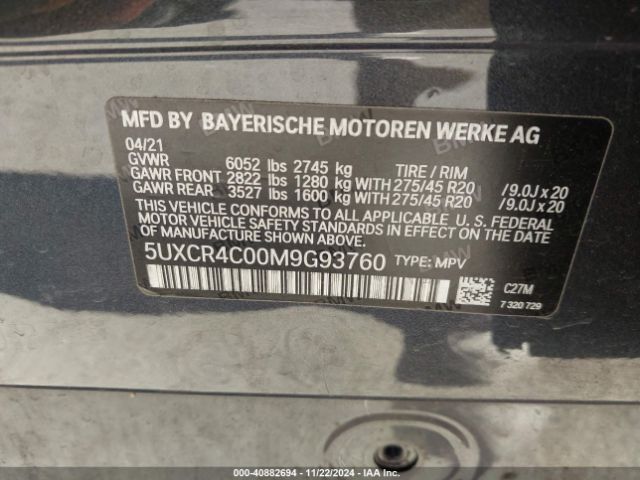 MFD BY BAYERISCHE MOTOREN WERKE AG
04/21
GVWR 6052 lbs 2745 kg TIRE / RIM
GAWR FRONT 2822 lbs 1280 kg WITH 275/45 R20 / 9.0J x 20
GAWR REAR 3527 lbs 1600 kg WITH 275/45 R20 / 9.0J x 20
THIS VEHICLE CONFORMS TO ALL APPLICABLE U. S. FEDERAL
MOTOR VEHICLE SAFETY STANDARDS IN EFFECT ON THE DATE
OF MANUFACTURE SHOWN ABOVE.
5UXCR4C00M9G93760 TYPE: MPV
C27M
7 320 729
000-40882694 - 11/22/2024 - IAA Inc.